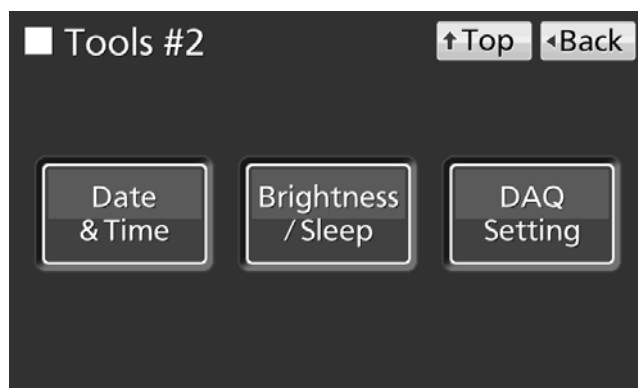 Tools #2
↑Top
◂Back
Date
& Time
Brightness
/ Sleep
DAQ
Setting